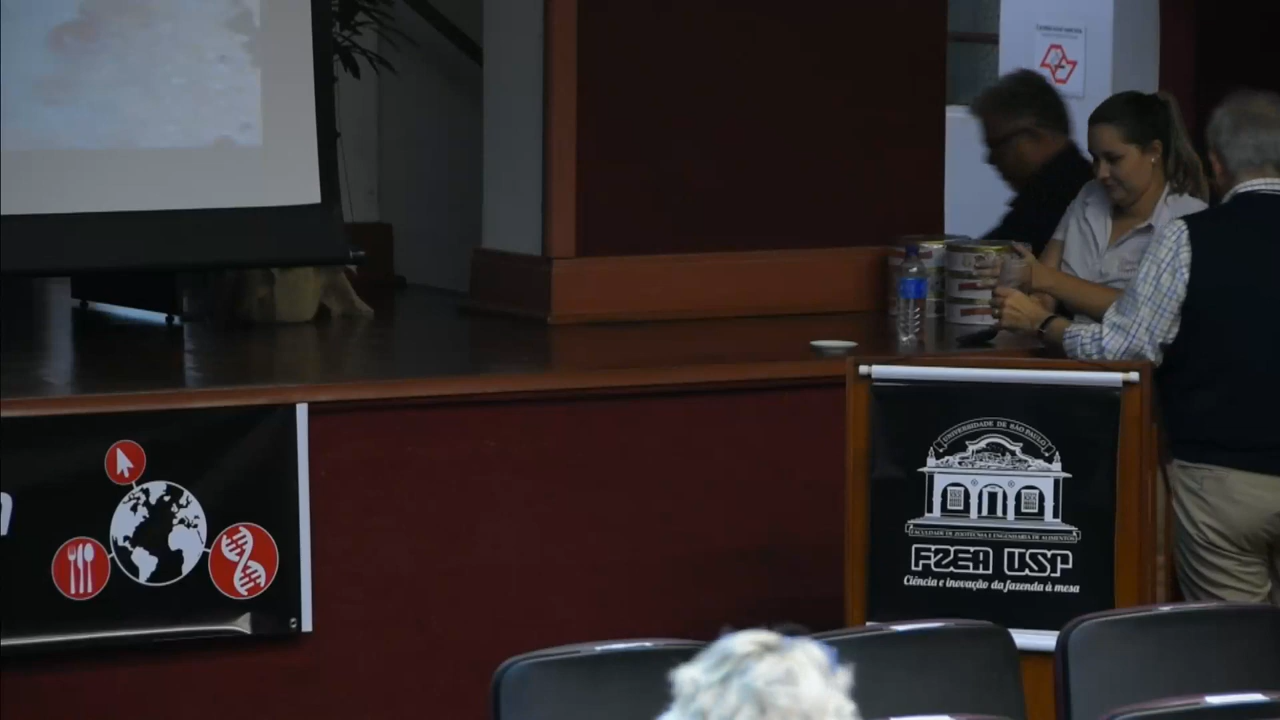 UNIVERSIDADE DE SÃO PAULO
FACULDADE DE ZOOTECNIA E ENGENHARIA DE ALIMENTOS
FZEA USP
Ciência e inovação da fazenda à mesa